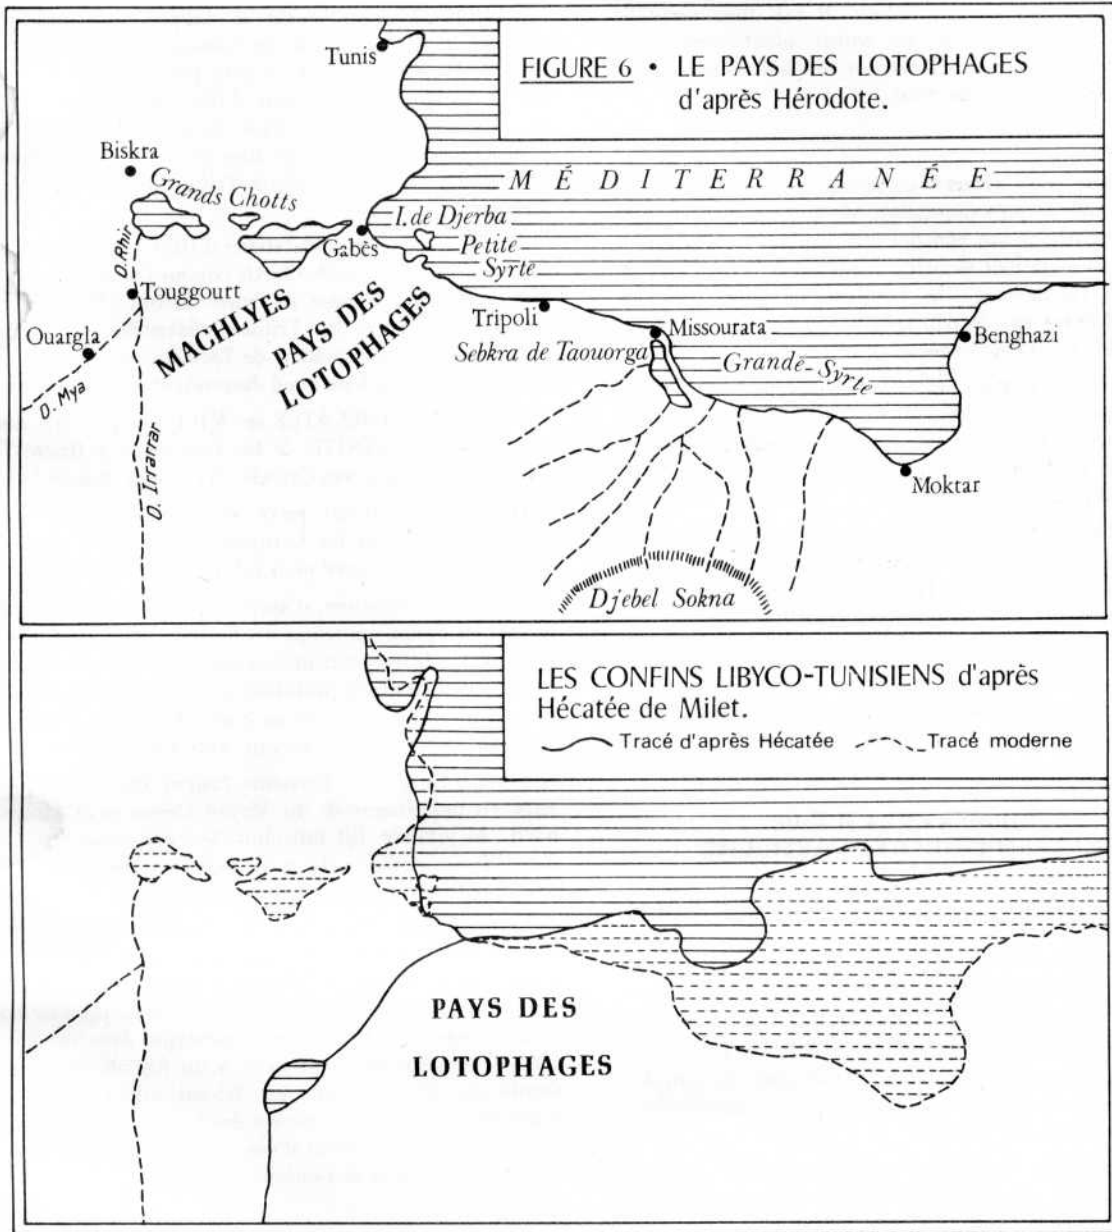 FIGURE 6 • LE PAYS DES LOTOPHAGES
d'après Hérodote.
Tunis
Biskra
Grands Chotts
MÉDITERRANÉE
I. de Djerba
Gabès
Petite
Syrte
O. Rhir
Touggourt
Ouargla
O. Mya
O. Irrarrar
MACHLYES
PAYS DES
LOTOPHAGES
Tripoli
Missourata
Sebkra de Taouorga
Grande-Syrte
Benghazi
Moktar
Djebel Sokna
LES CONFINS LIBYCO-TUNISIENS d'après
Hécatée de Milet.
Tracé d'après Hécatée
Tracé moderne
PAYS DES
LOTOPHAGES